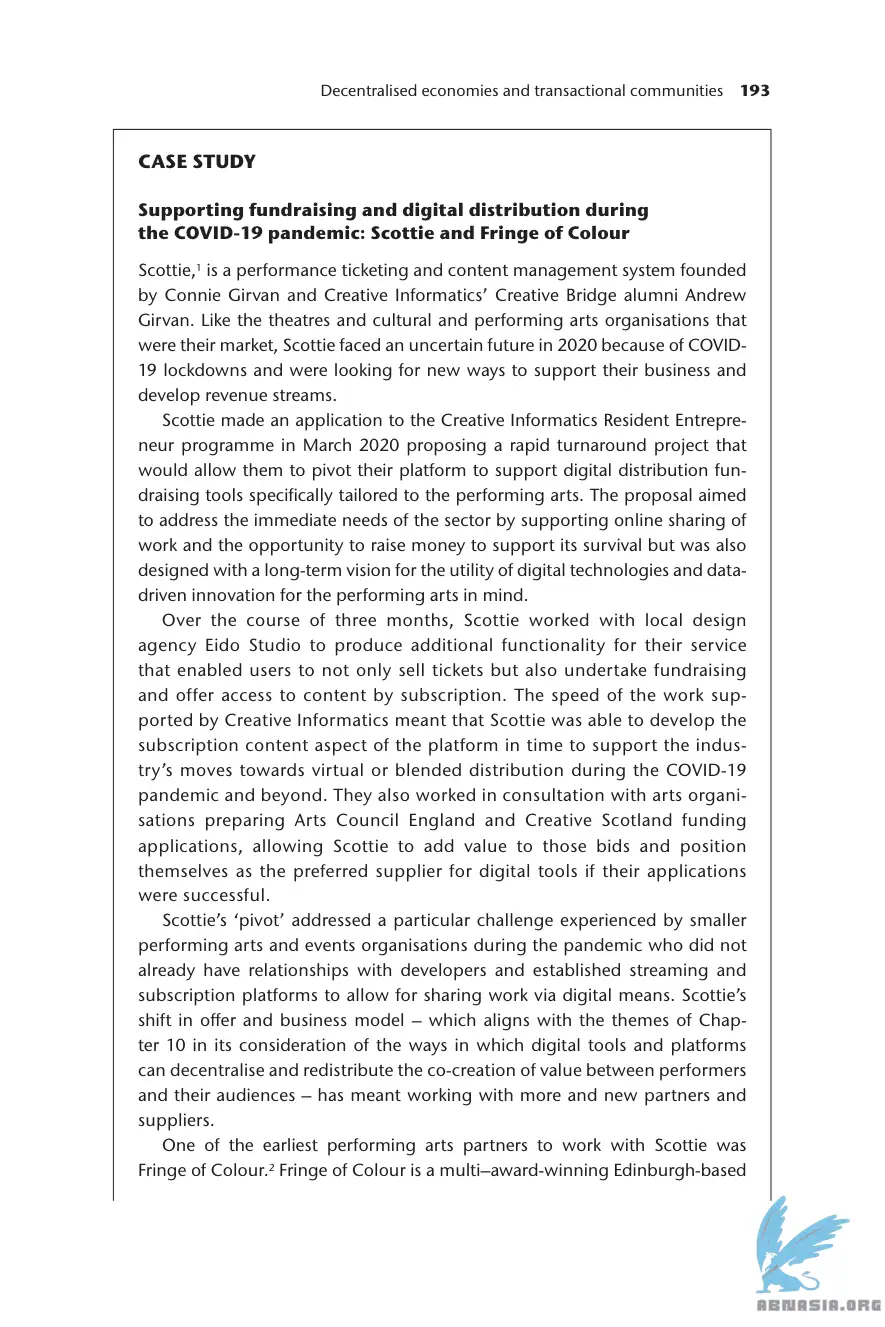 Decentralised economies and transactional communities 193
CASE STUDY
Supporting fundraising and digital distribution during
the COVID-19 pandemic: Scottie and Fringe of Colour
Scottie,¹ is a performance ticketing and content management system founded
by Connie Girvan and Creative Informatics’ Creative Bridge alumni Andrew
Girvan. Like the theatres and cultural and performing arts organisations that
were their market, Scottie faced an uncertain future in 2020 because of COVID-
19 lockdowns and were looking for new ways to support their business and
develop revenue streams.
Scottie made an application to the Creative Informatics Resident Entrepre-
neur programme in March 2020 proposing a rapid turnaround project that
would allow them to pivot their platform to support digital distribution fun-
draising tools specifically tailored to the performing arts. The proposal aimed
to address the immediate needs of the sector by supporting online sharing of
work and the opportunity to raise money to support its survival but was also
designed with a long-term vision for the utility of digital technologies and data-
driven innovation for the performing arts in mind.
Over the course of three months, Scottie worked with local design
agency Eido Studio to produce additional functionality for their service
that enabled users to not only sell tickets but also undertake fundraising
and offer access to content by subscription. The speed of the work sup-
ported by Creative Informatics meant that Scottie was able to develop the
subscription content aspect of the platform in time to support the indus-
try’s moves towards virtual or blended distribution during the COVID-19
pandemic and beyond. They also worked in consultation with arts organi-
sations preparing Arts Council England and Creative Scotland funding
applications, allowing Scottie to add value to those bids and position
themselves as the preferred supplier for digital tools if their applications
were successful.
Scottie’s ‘pivot’ addressed a particular challenge experienced by smaller
performing arts and events organisations during the pandemic who did not
already have relationships with developers and established streaming and
subscription platforms to allow for sharing work via digital means. Scottie’s
shift in offer and business model – which aligns with the themes of Chap-
ter 10 in its consideration of the ways in which digital tools and platforms
can decentralise and redistribute the co-creation of value between performers
and their audiences – has meant working with more and new partners and
suppliers.
One of the earliest performing arts partners to work with Scottie was
Fringe of Colour.² Fringe of Colour is a multi–award-winning Edinburgh-based
ABNASIA.ORG